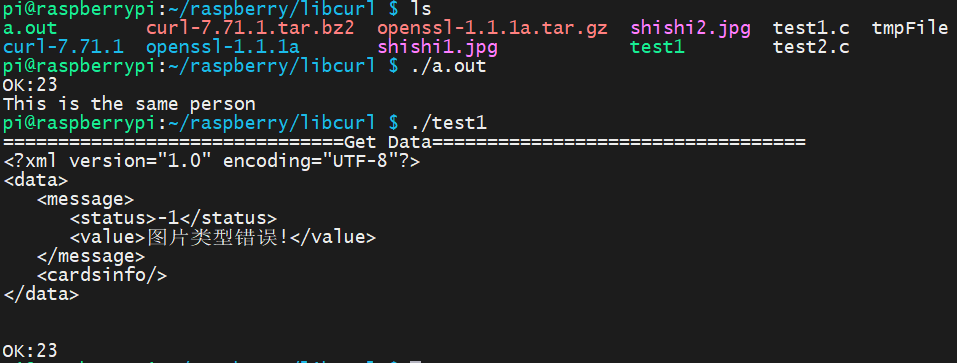 pi@raspberrypi:~/raspberry/libcurl $ ls
a.out curl-7.71.1.tar.bz2 openssl-1.1.1a.tar.gz shishi2.jpg test1.c tmpFile
curl-7.71.1 openssl-1.1.1a shishi1.jpg test1 test2.c
pi@raspberrypi:~/raspberry/libcurl $ ./a.out
OK:23
This is the same person
pi@raspberrypi:~/raspberry/libcurl $ ./test1
===============================Get Data==================================
<?xml version="1.0" encoding="UTF-8"?>
<data>
<message>
<status>-1</status>
<value>图片类型错误!</value>
</message>
<cardsinfo/>
</data>
OK:23
pi@raspberrypi:~/raspberry/libcurl $